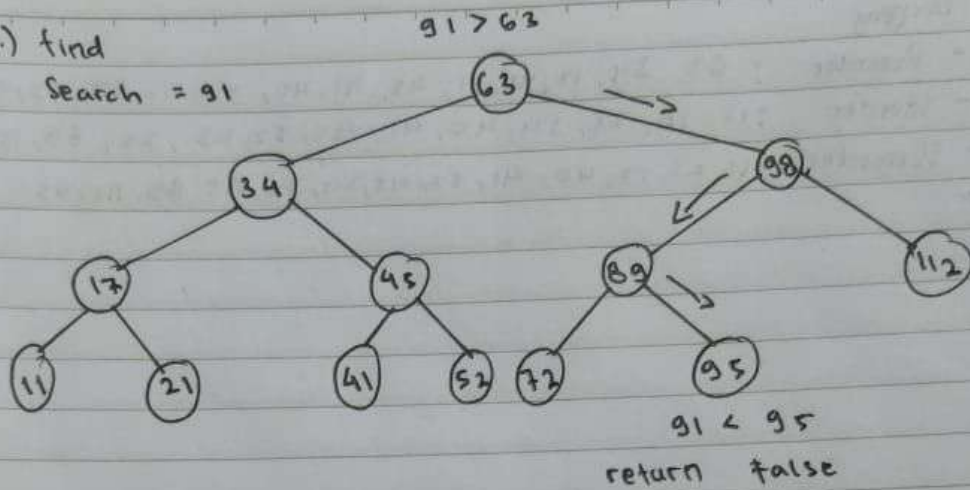 .) find
91 > 63
Search = 91
63
34
98
17
45
89
112
11
21
41
52
72
95
91 < 95
return false